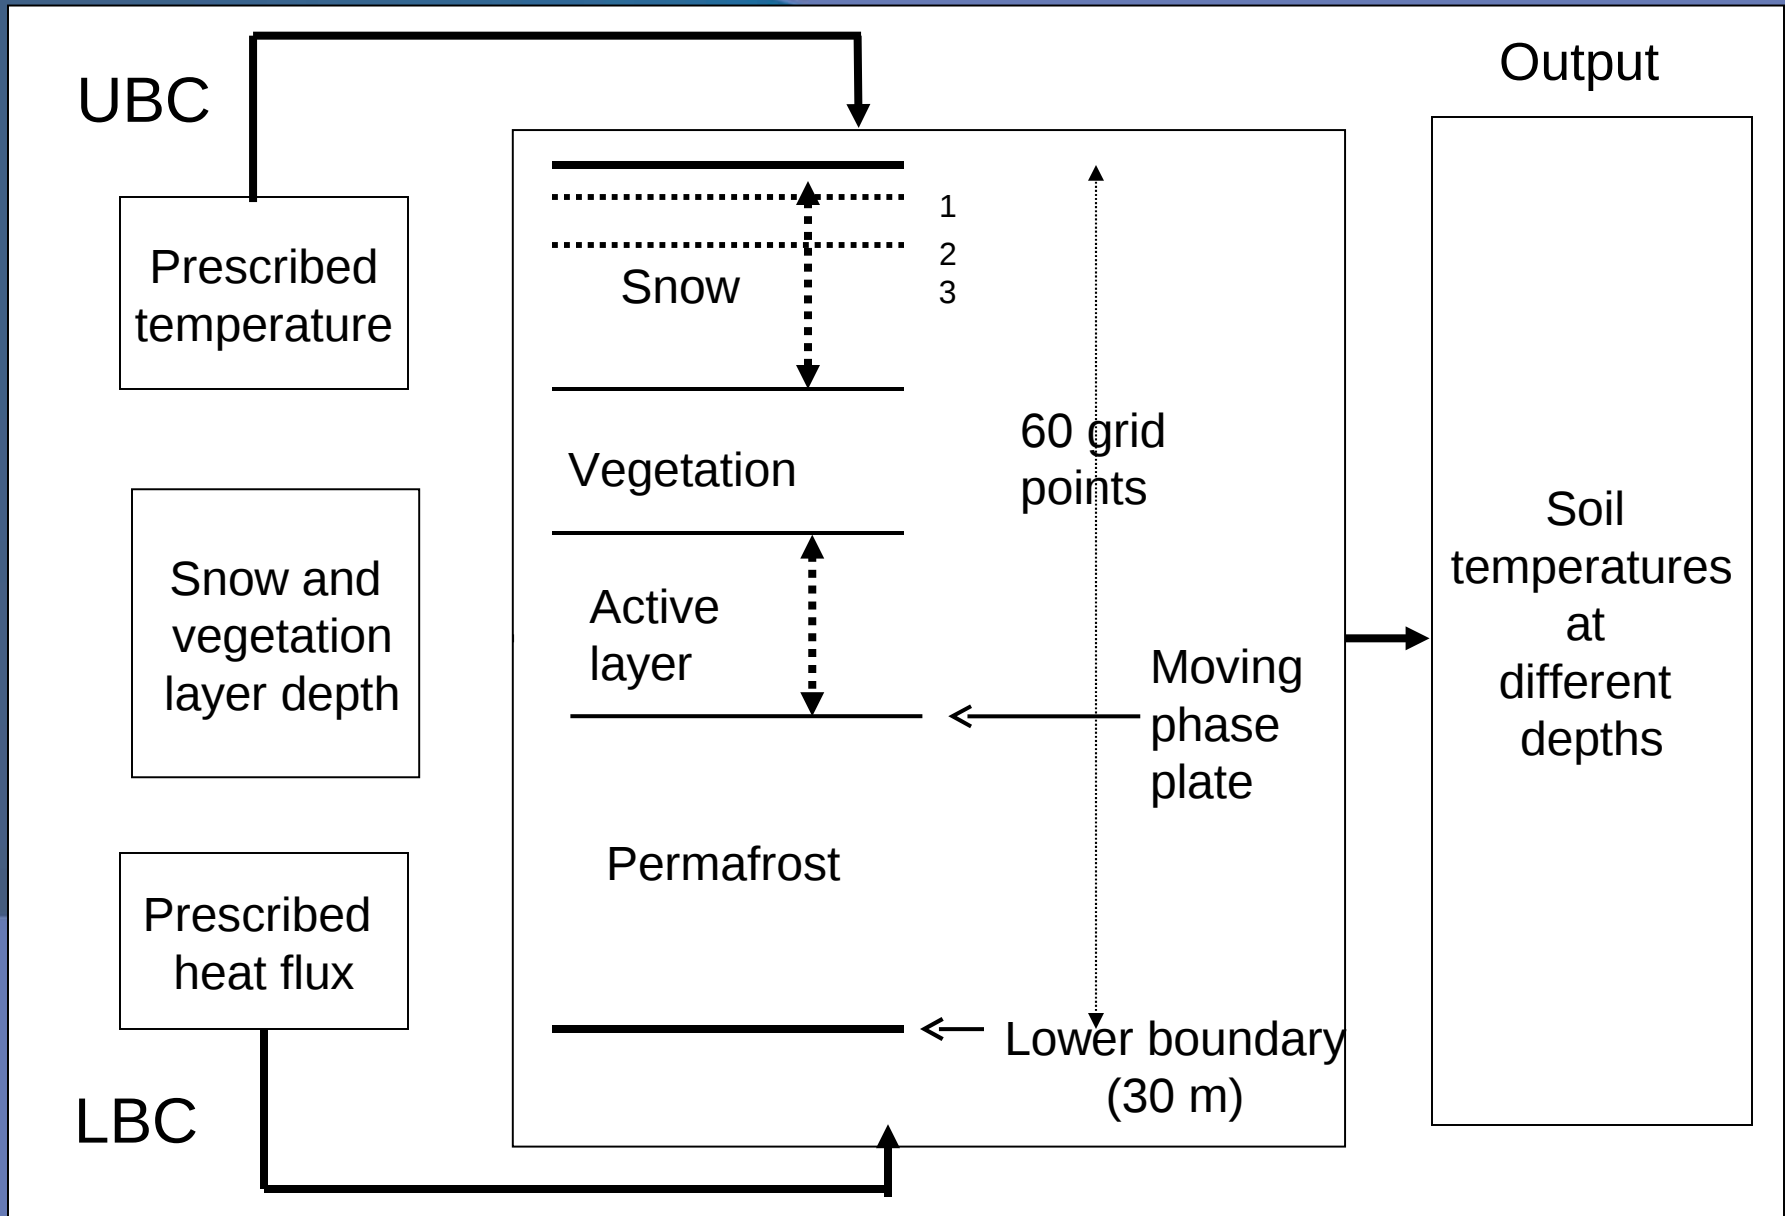 UBC
Prescribed
temperature
Snow and
vegetation
layer depth
Prescribed
heat flux
LBC
1
2
3
Snow
Vegetation
60 grid
points
Active
layer
Moving
phase
plate
Permafrost
Lower boundary
(30 m)
Output
Soil
temperatures
at
different
depths